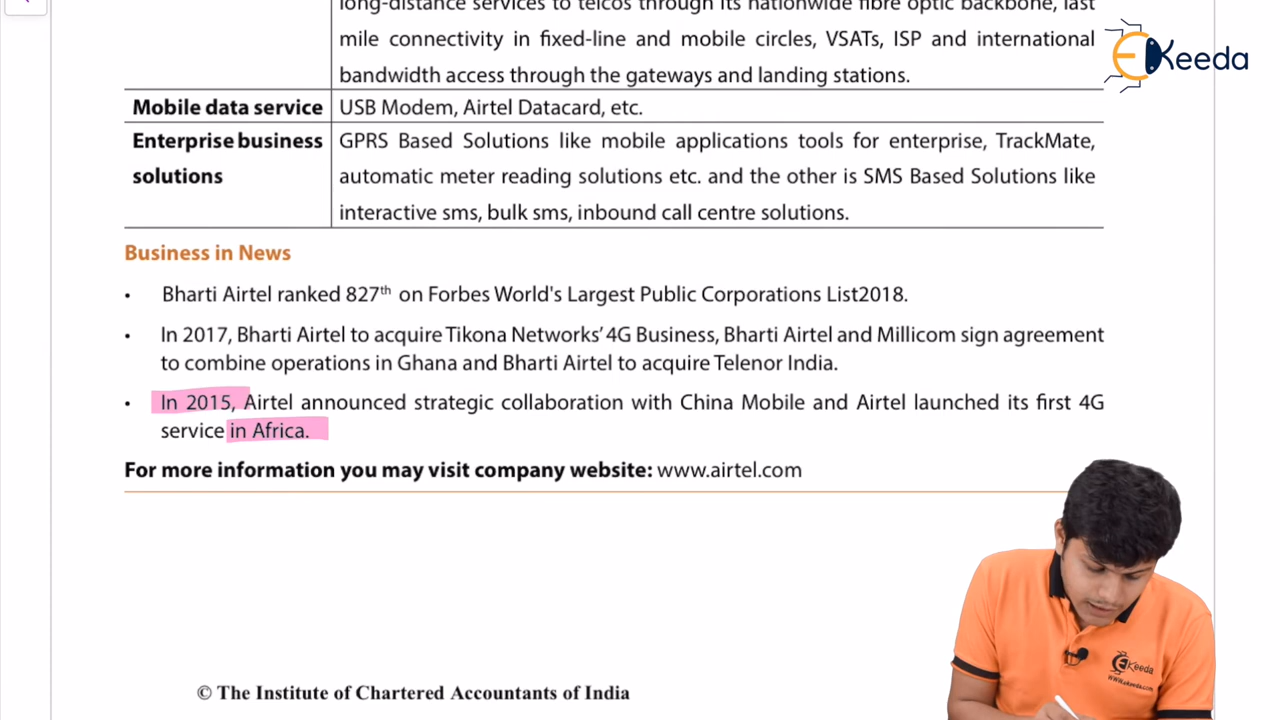 long-distance services to telcos through its nationwide fibre optic backbone, last
mile connectivity in fixed-line and mobile circles, VSATs, ISP and international
bandwidth access through the gateways and landing stations.
Keeda
Mobile data service USB Modem, Airtel Datacard, etc.
Enterprise business GPRS Based Solutions like mobile applications tools for enterprise, TrackMate,
solutions automatic meter reading solutions etc. and the other is SMS Based Solutions like
interactive sms, bulk sms, inbound call centre solutions.
Business in News
• Bharti Airtel ranked 827th on Forbes World's Largest Public Corporations List2018.
• In 2017, Bharti Airtel to acquire Tikona Networks’ 4G Business, Bharti Airtel and Millicom sign agreement
to combine operations in Ghana and Bharti Airtel to acquire Telenor India.
• In 2015, Airtel announced strategic collaboration with China Mobile and Airtel launched its first 4G
service in Africa.
For more information you may visit company website: www.airtel.com
Keeda
www.ekeeda.com
© The Institute of Chartered Accountants of India